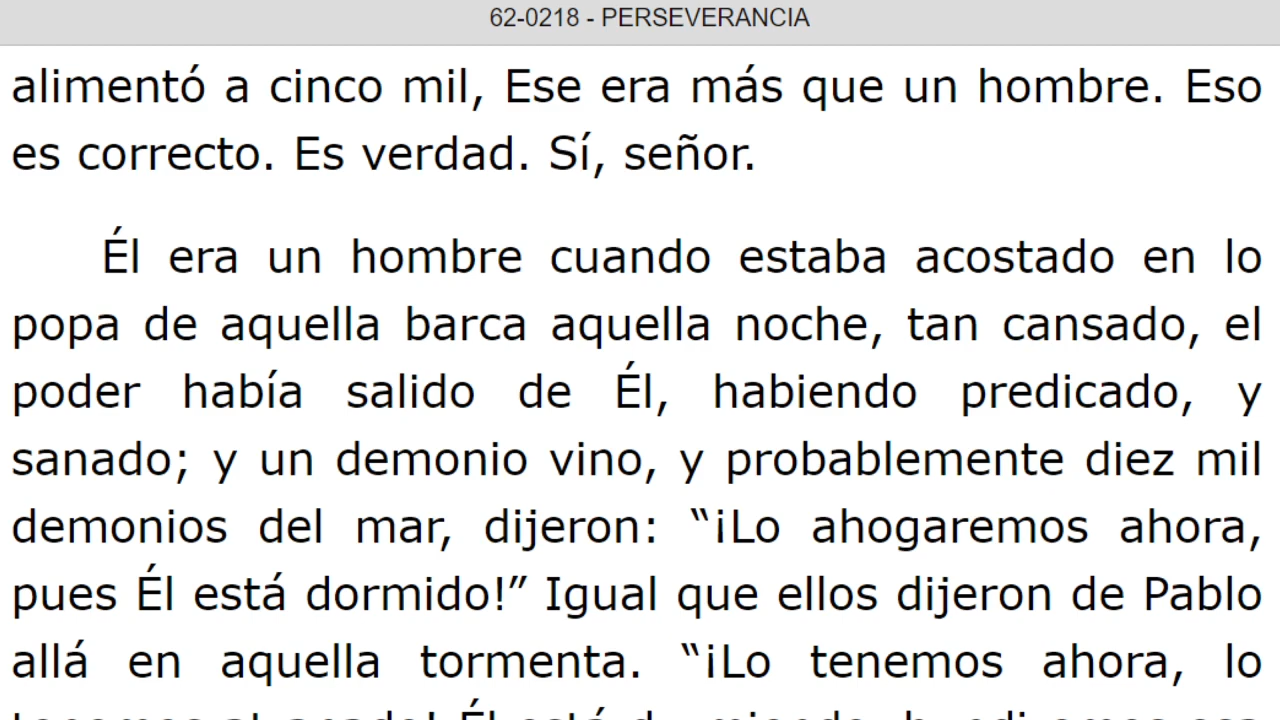 62-0218 - PERSEVERANCIA
alimentó a cinco mil, Ese era más que un hombre. Eso
es correcto. Es verdad. Sí, señor.
Él era un hombre cuando estaba acostado en lo
popa de aquella barca aquella noche, tan cansado, el
poder había salido de Él, habiendo predicado, y
sanado; y un demonio vino, y probablemente diez mil
demonios del mar, dijeron: “¡Lo ahogaremos ahora,
pues Él está dormido!” Igual que ellos dijeron de Pablo
allá en aquella tormenta. “¡Lo tenemos ahora, lo